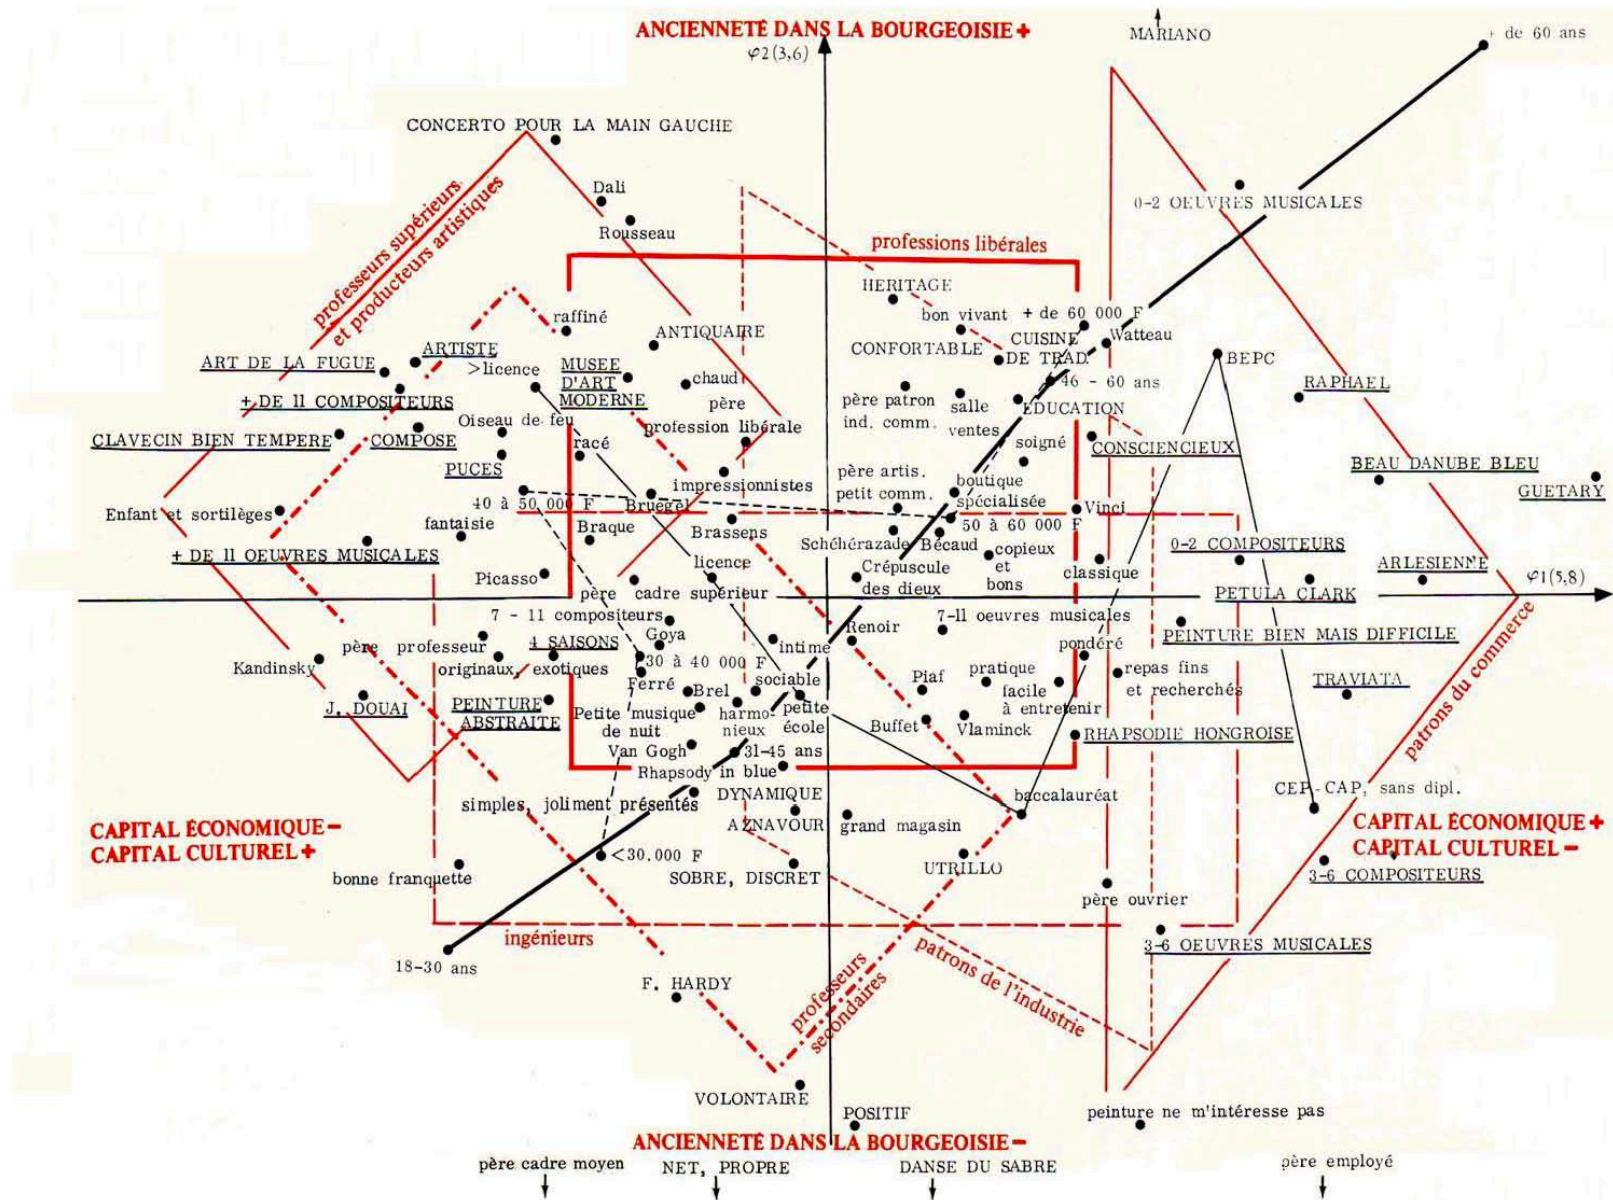 ANCIENNETÉ DANS LA BOURGEOISIE +
MARIANO
+ de 60 ans
φ2(3,6)
CONCERTO POUR LA MAIN GAUCHE
professeurs supérieurs
et producteurs artistiques
Dali
Rousseau
0-2 OEUVRES MUSICALES
professions libérales
HERITAGE
raffiné
ANTIQUAIRE
bon vivant
+ de 60 000 F
CONFORTABLE
CUISINE
DE TRAD.
Watteau
BEPC
ART DE LA FUGUE
ARTISTE
> licence
MUSEE
D'ART
MODERNE
chaud
46 - 60 ans
RAPHAEL
+ DE 11 COMPOSITEURS
père
profession libérale
père patron
ind. comm.
salle
ventes
EDUCATION
CLAVECIN BIEN TEMPERE
COMPOSE
Oiseau de feu
racé
soigné
CONSCIENCIEUX
PUCES
impressionnistes
père artis.
petit comm.
boutique
spécialisée
BEAU DANUBE BLEU
GUETARY
40 à 50 000 F
Bruegel
Vinci
Enfant et sortilèges
fantaisie
Braque
Brassens
50 à 60 000 F
Schéhérazade
Bécaud
copieux
et
bons
0-2 COMPOSITEURS
+ DE 11 OEUVRES MUSICALES
Picasso
licence
Crépuscule
des dieux
classique
ARLESIENNE
φ1(5,8)
père cadre supérieur
PETULA CLARK
7 - 11 compositeurs
7-11 oeuvres musicales
père professeur
4 SAISONS
Goya
intime
Renoir
pondéré
PEINTURE BIEN MAIS DIFFICILE
Kandinsky
originaux, exotiques
30 à 40 000 F
Ferré
sociable
Piaf
pratique
facile
à entretenir
repas fins
et recherchés
TRAVIATA
J. DOUAI
PEINTURE
ABSTRAITE
Brel
Petite musique
de nuit
harmo-
nieux
petite
école
Buffet
Vlaminck
RHAPSODIE HONGROISE
patrons du commerce
Van Gogh
31-45 ans
Rhapsody in blue
simples, joliment présentés
DYNAMIQUE
baccalauréat
CEP-CAP, sans dipl.
CAPITAL ÉCONOMIQUE −
CAPITAL CULTUREL +
AZNAVOUR
grand magasin
CAPITAL ÉCONOMIQUE +
CAPITAL CULTUREL −
<30.000 F
bonne franquette
SOBRE, DISCRET
UTRILLO
3-6 COMPOSITEURS
père ouvrier
ingénieurs
3-6 OEUVRES MUSICALES
18-30 ans
professeurs
secondaires
patrons de l'industrie
F. HARDY
VOLONTAIRE
POSITIF
peinture ne m'intéresse pas
ANCIENNETÉ DANS LA BOURGEOISIE −
père cadre moyen
NET, PROPRE
DANSE DU SABRE
père employé